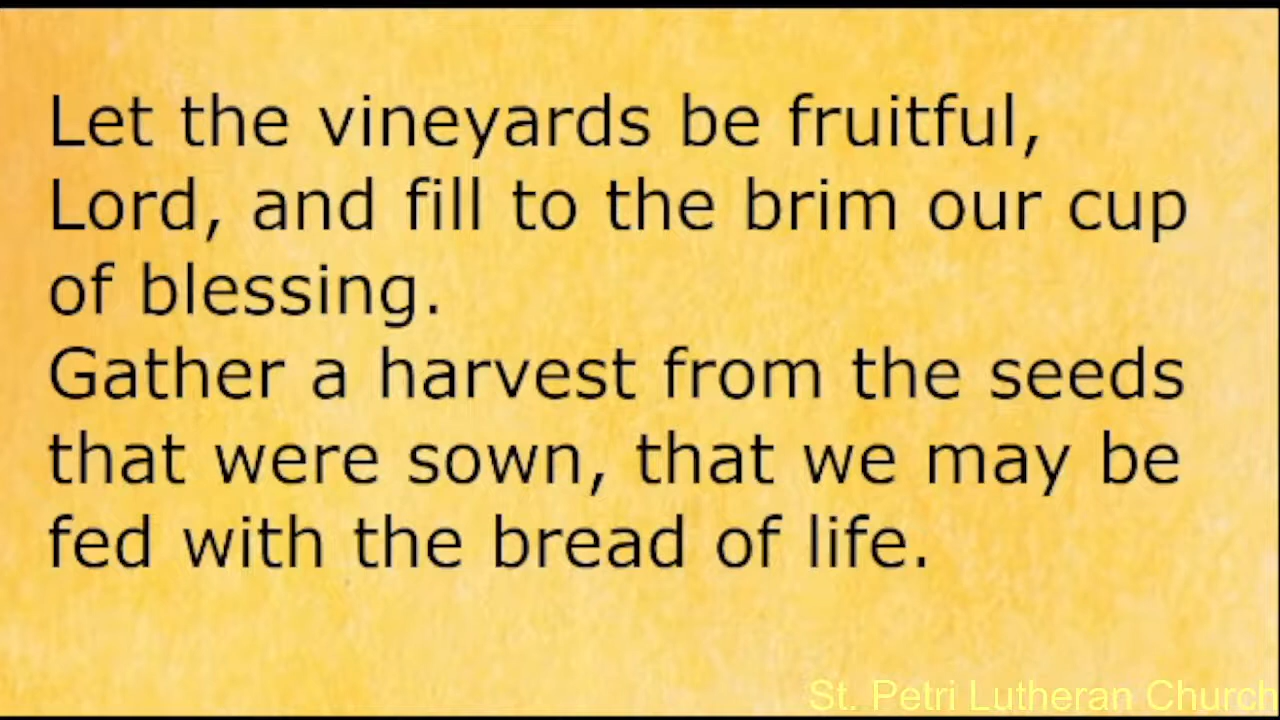 Let the vineyards be fruitful,
Lord, and fill to the brim our cup
of blessing.
Gather a harvest from the seeds
that were sown, that we may be
fed with the bread of life.
St. Petri Lutheran Church